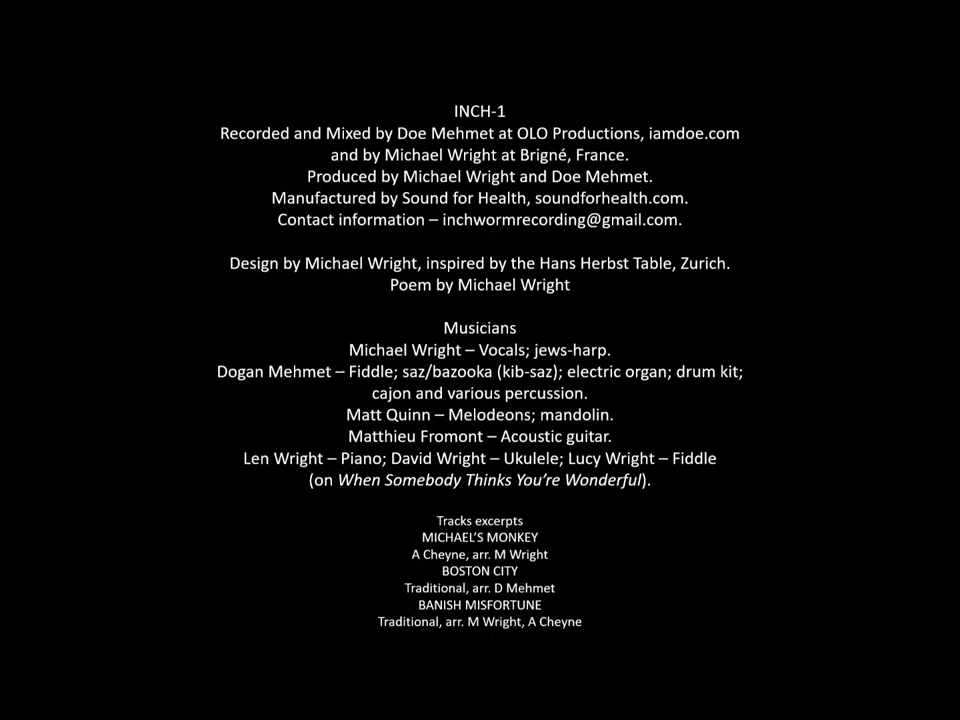 INCH-1
Recorded and Mixed by Doe Mehmet at OLO Productions, iamdoe.com
and by Michael Wright at Brigné, France.
Produced by Michael Wright and Doe Mehmet.
Manufactured by Sound for Health, soundforhealth.com.
Contact information – inchwormrecording@gmail.com.
Design by Michael Wright, inspired by the Hans Herbst Table, Zurich.
Poem by Michael Wright
Musicians
Michael Wright – Vocals; jews-harp.
Dogan Mehmet – Fiddle; saz/bazooka (kib-saz); electric organ; drum kit;
cajon and various percussion.
Matt Quinn – Melodeons; mandolin.
Matthieu Fromont – Acoustic guitar.
Len Wright – Piano; David Wright – Ukulele; Lucy Wright – Fiddle
(on When Somebody Thinks You’re Wonderful).
Tracks excerpts
MICHAEL’S MONKEY
A Cheyne, arr. M Wright
BOSTON CITY
Traditional, arr. D Mehmet
BANISH MISFORTUNE
Traditional, arr. M Wright, A Cheyne